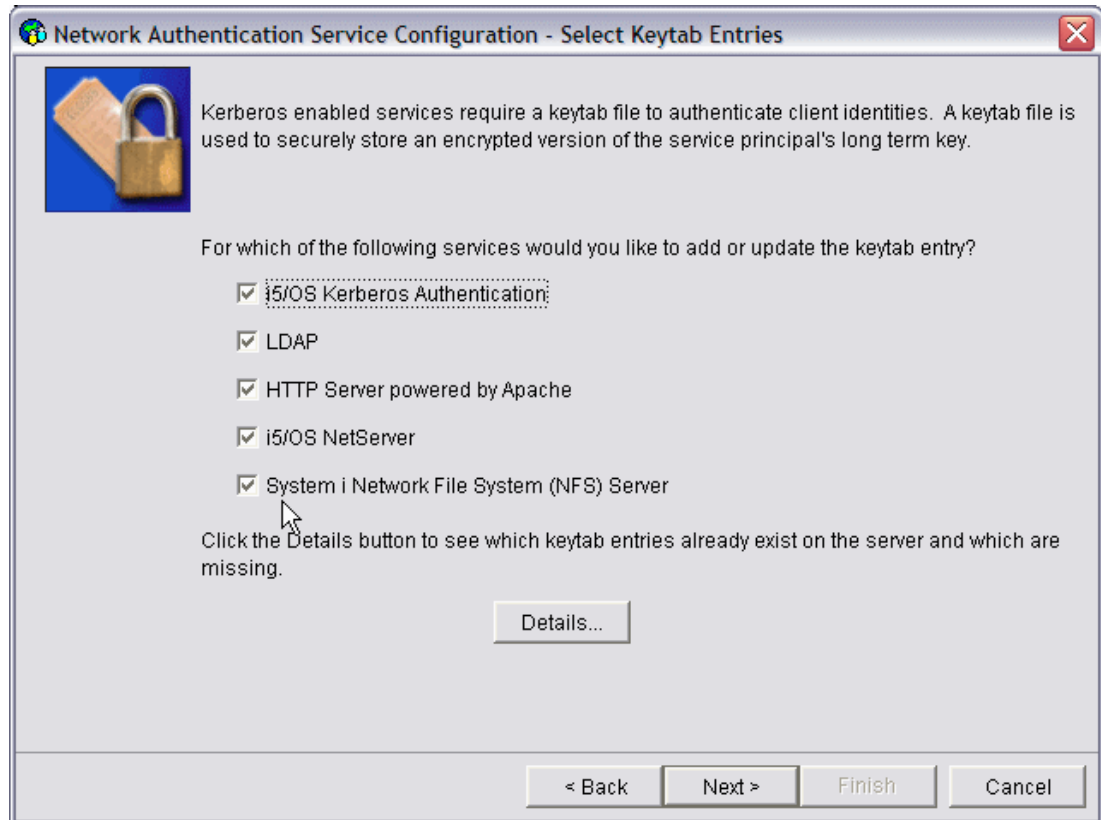 Network Authentication Service Configuration - Select Keytab Entries
Kerberos enabled services require a keytab file to authenticate client identities. A keytab file is
used to securely store an encrypted version of the service principal's long term key.
For which of the following services would you like to add or update the keytab entry?
i5/OS Kerberos Authentication
LDAP
HTTP Server powered by Apache
i5/OS NetServer
System i Network File System (NFS) Server
Click the Details button to see which keytab entries already exist on the server and which are
missing.
Details...
< Back Next > Finish Cancel